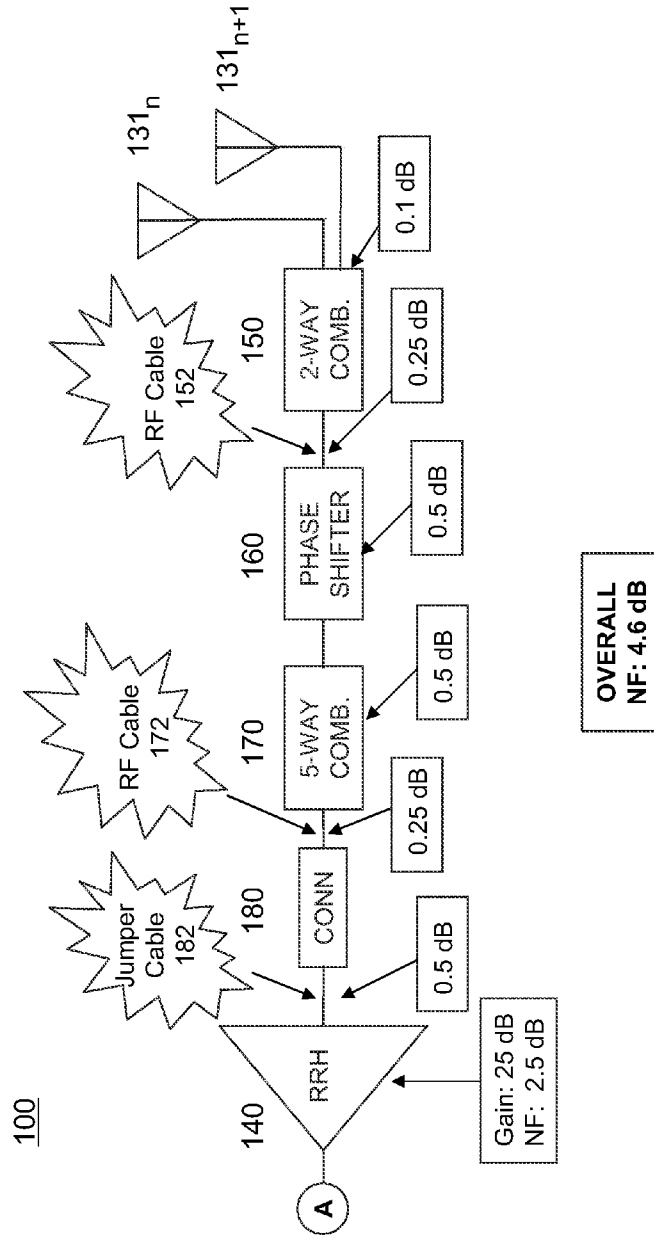 100
131n
131n+1
Jumper
Cable
182
RF Cable
172
RF Cable
152
140
180
170
160
150
A
RRH
CONN
5-WAY
COMB.
PHASE
SHIFTER
2-WAY
COMB.
Gain: 25 dB
NF: 2.5 dB
0.5 dB
0.25 dB
0.5 dB
0.5 dB
0.25 dB
0.1 dB
OVERALL
NF: 4.6 dB